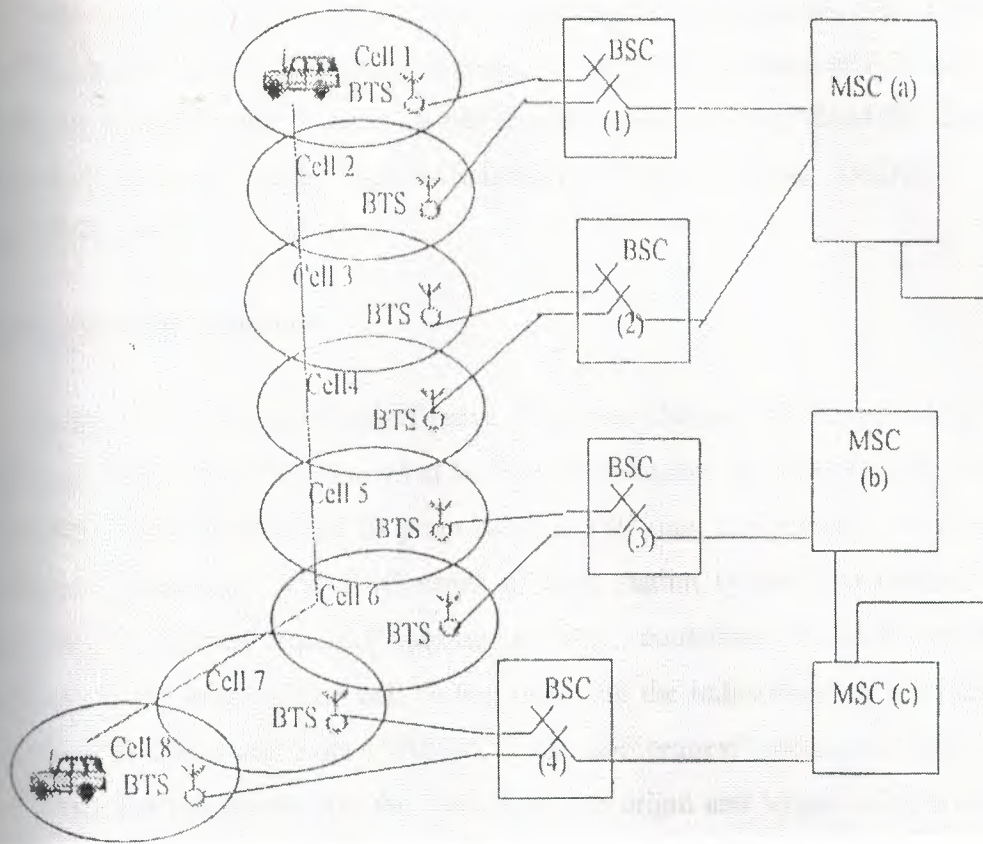 Cell 1
BTS
BSC
(1)
MSC (a)
Cell 2
BTS
Cell 3
BTS
BSC
(2)
Cell4
BTS
MSC
(b)
Cell 5
BTS
BSC
(3)
Cell 6
BTS
Cell 7
BTS
BSC
(4)
MSC (c)
Cell 8
BTS